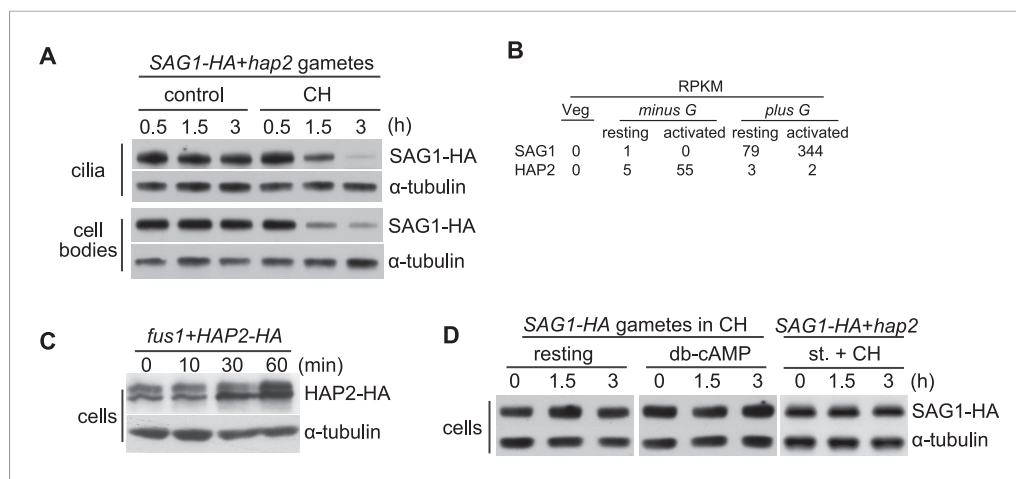 A
SAG1-HA+hap2 gametes
control CH
0.5 1.5 3 0.5 1.5 3 (h)
cilia
SAG1-HA
α-tubulin
cell bodies
SAG1-HA
α-tubulin
B
RPKM
Veg minus G plus G
resting activated resting activated
SAG1 0 1 0 79 344
HAP2 0 5 55 3 2
C
fus1+HAP2-HA
0 10 30 60 (min)
cells
HAP2-HA
α-tubulin
D
SAG1-HA gametes in CH SAG1-HA+hap2
resting db-cAMP st. + CH
0 1.5 3 0 1.5 3 0 1.5 3 (h)
cells
SAG1-HA
α-tubulin